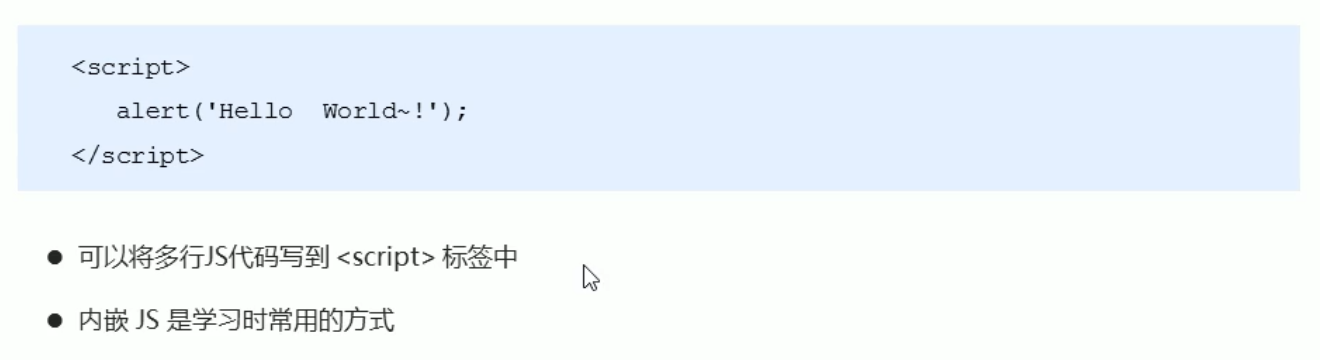 <script>
alert('Hello  World~!');
</script>
● 可以将多行JS代码写到 <script> 标签中
● 内嵌 JS 是学习时常用的方式